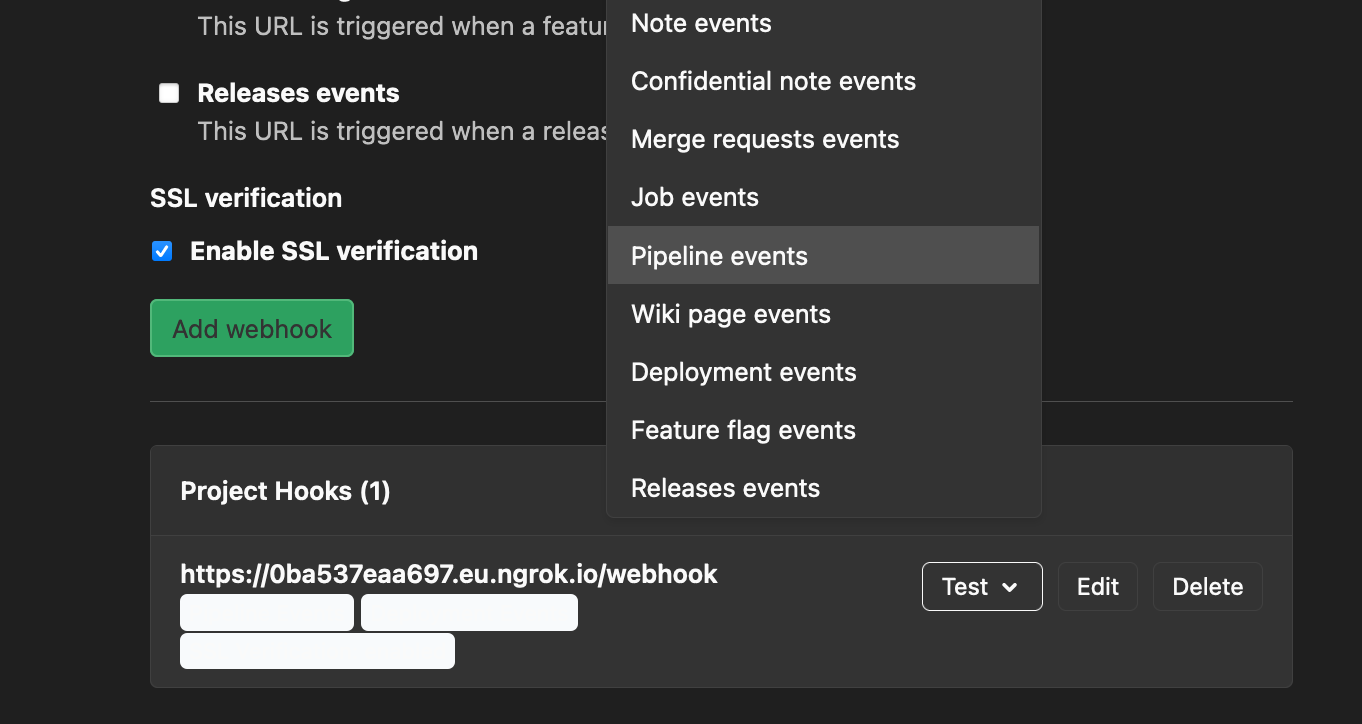 This URL is triggered when a featur
Releases events
This URL is triggered when a releas
SSL verification
Enable SSL verification
Add webhook
Note events
Confidential note events
Merge requests events
Job events
Pipeline events
Wiki page events
Deployment events
Feature flag events
Releases events
Project Hooks (1)
https://0ba537eaa697.eu.ngrok.io/webhook
Test
Edit
Delete